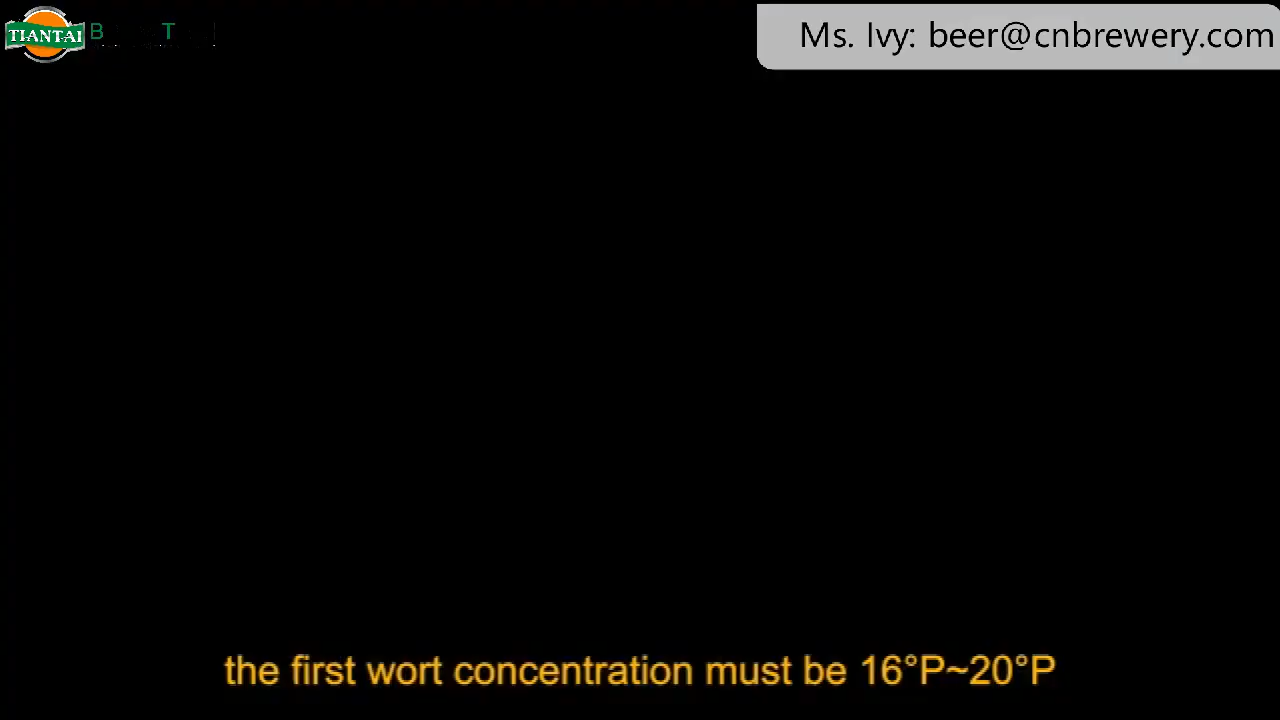 TIANTAI
Ms. Ivy: beer@cnbrewery.com
the first wort concentration must be 16°P~20°P